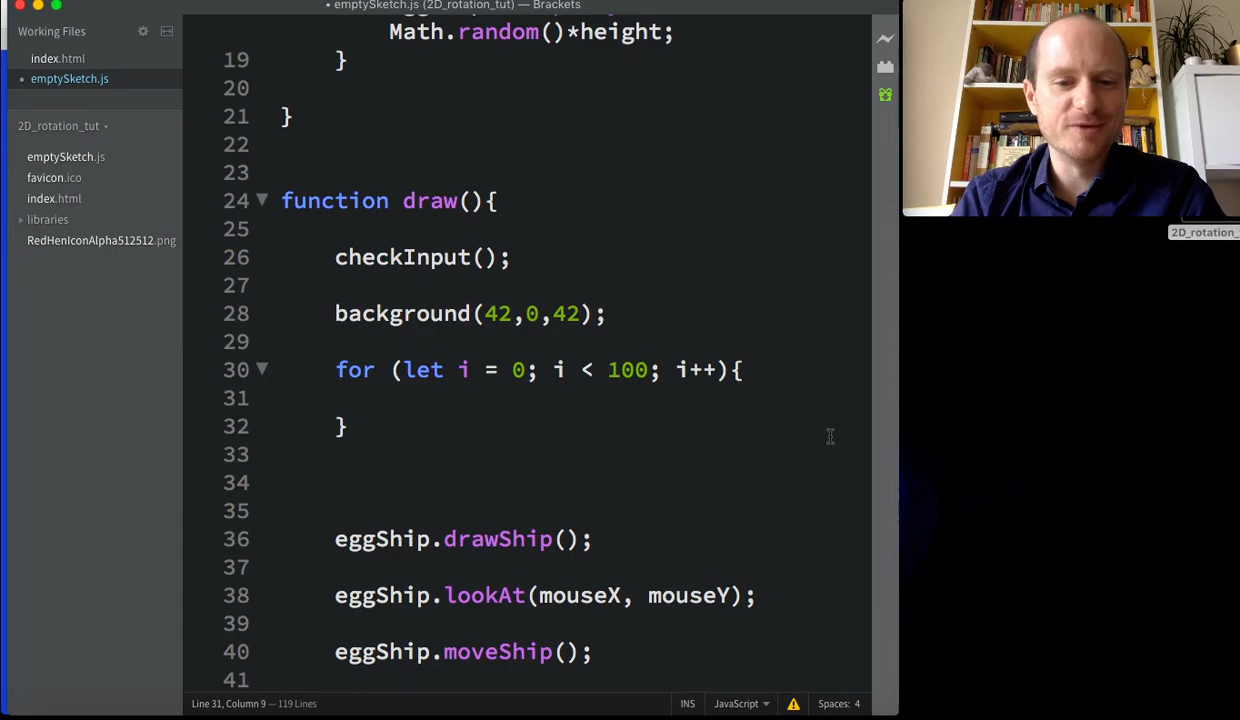 emptySketch.js (2D_rotation_tut) — Brackets
Working Files
index.html
emptySketch.js
2D_rotation_tut
emptySketch.js
favicon.ico
index.html
libraries
RedHenIconAlpha512512.png
Math.random()*height;
19 }
20
21 }
22
23
24 function draw(){
25
26 checkInput();
27
28 background(42,0,42);
29
30 for (let i = 0; i < 100; i++){
31
32 }
33
34
35
36 eggShip.drawShip();
37
38 eggShip.lookAt(mouseX, mouseY);
39
40 eggShip.moveShip();
41
Line 31, Column 9 — 119 Lines
INS
JavaScript
Spaces: 4
2D_rotation_t